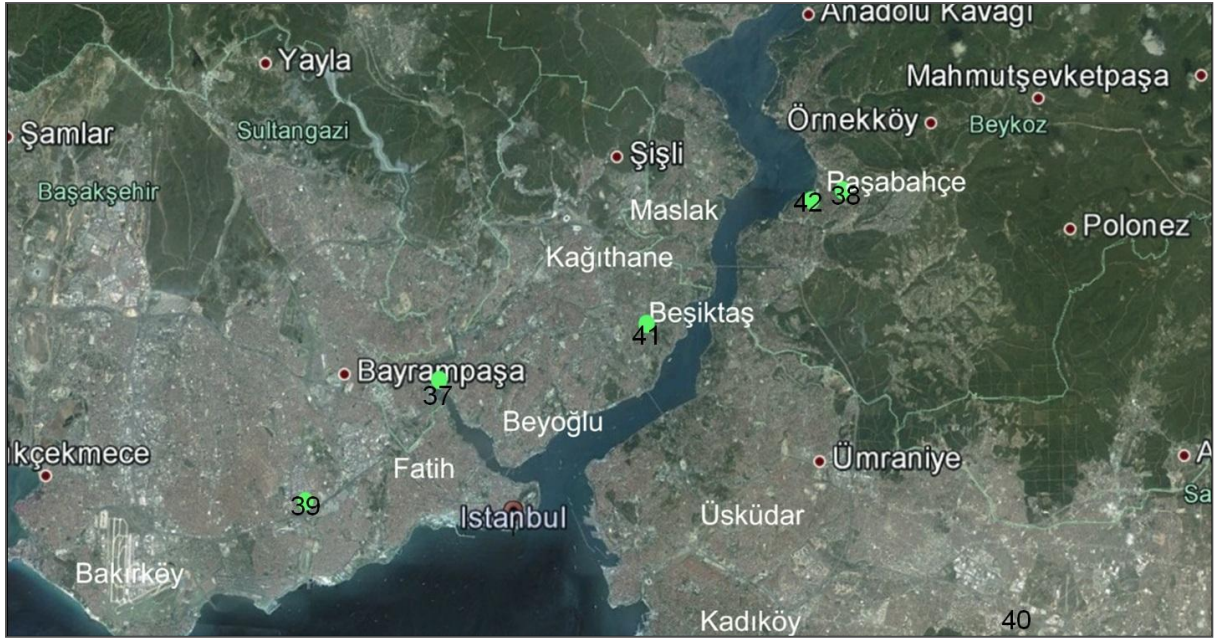 Anadolu Kavağı
Yayla
Mahmutşevketpaşa
Şamlar
Sultangazi
Örnekköy
Beykoz
Şişli
Başakşehir
Paşabahçe
42
38
Maslak
Polonez
Kağıthane
Beşiktaş
41
Bayrampaşa
37
Beyoğlu
kçekmece
Fatih
Ümraniye
A
Sa
39
Istanbul
Üsküdar
Bakırköy
Kadıköy
40